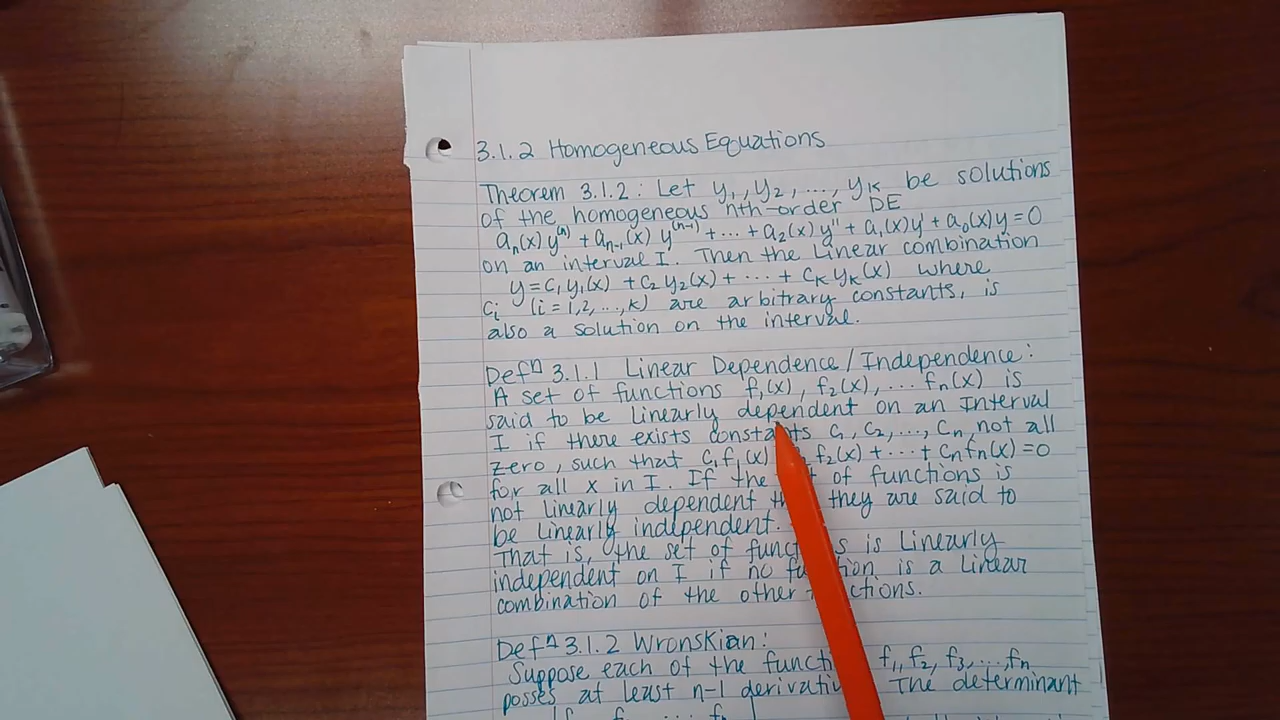 3.1.2 Homogeneous Equations
Theorem 3.1.2: Let y₁, y₂, ..., yₖ be solutions
of the homogeneous nth-order DE
aₙ(x)y⁽ⁿ⁾ + aₙ₋₁(x)y⁽ⁿ⁻¹⁾ + ... + a₂(x)y'' + a₁(x)y' + a₀(x)y = 0
on an interval I. Then the linear combination
y = c₁y₁(x) + c₂y₂(x) + ... + cₖyₖ(x) where
cᵢ (i = 1,2,...,k) are arbitrary constants, is
also a solution on the interval.
Defⁿ 3.1.1 Linear Dependence/Independence:
A set of functions f₁(x), f₂(x), ... fₙ(x) is
said to be linearly dependent on an Interval
I if there exists constants c₁, c₂, ..., cₙ, not all
zero, such that c₁f₁(x) f₂(x) + ... + cₙfₙ(x) = 0
for all x in I. If the of functions is
not linearly dependent they are said to
be linearly independent.
That is, the set of is linearly
independent on I if no is a linear
combination of the other
Defⁿ 3.1.2 Wronskian:
Suppose each of the f₁, f₂, f₃, ..., fₙ
posses at least n-1 The determinant